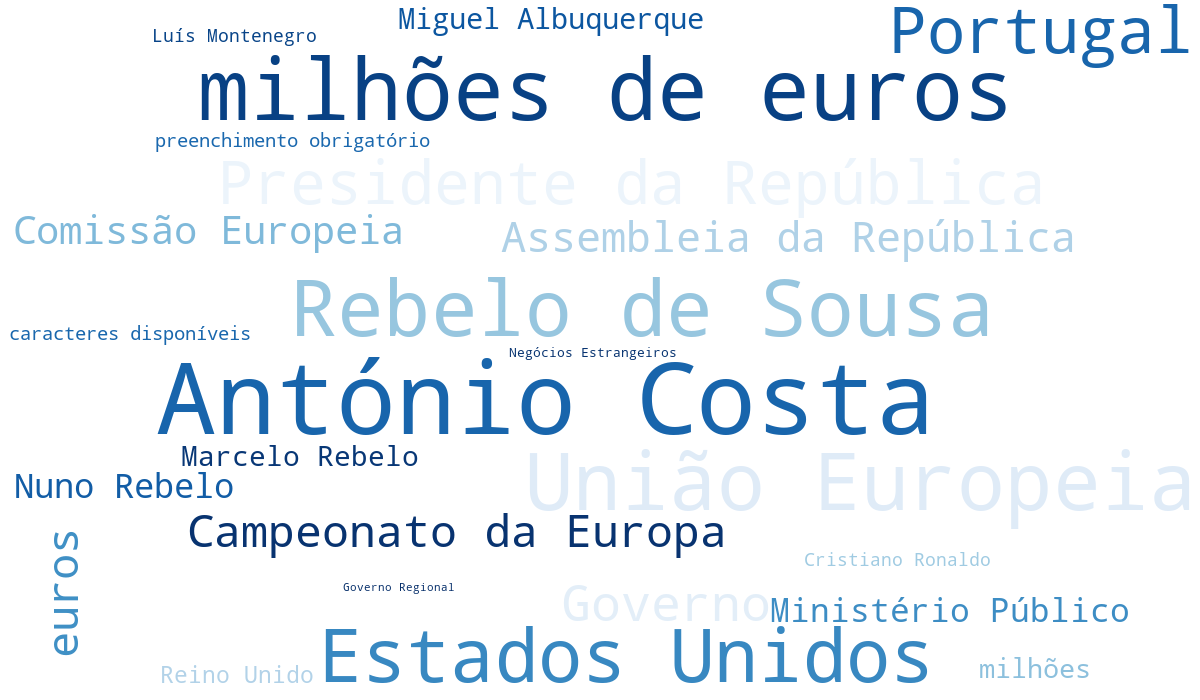 Miguel Albuquerque
Portugal
Luís Montenegro
milhões de euros
preenchimento obrigatório
Presidente da República
Comissão Europeia
Assembleia da República
Rebelo de Sousa
caracteres disponíveis
Negócios Estrangeiros
António Costa
Marcelo Rebelo
União Europeia
Nuno Rebelo
Campeonato da Europa
euros
Cristiano Ronaldo
Governo Regional
Governo
Ministério Público
Estados Unidos
Reino Unido
milhões